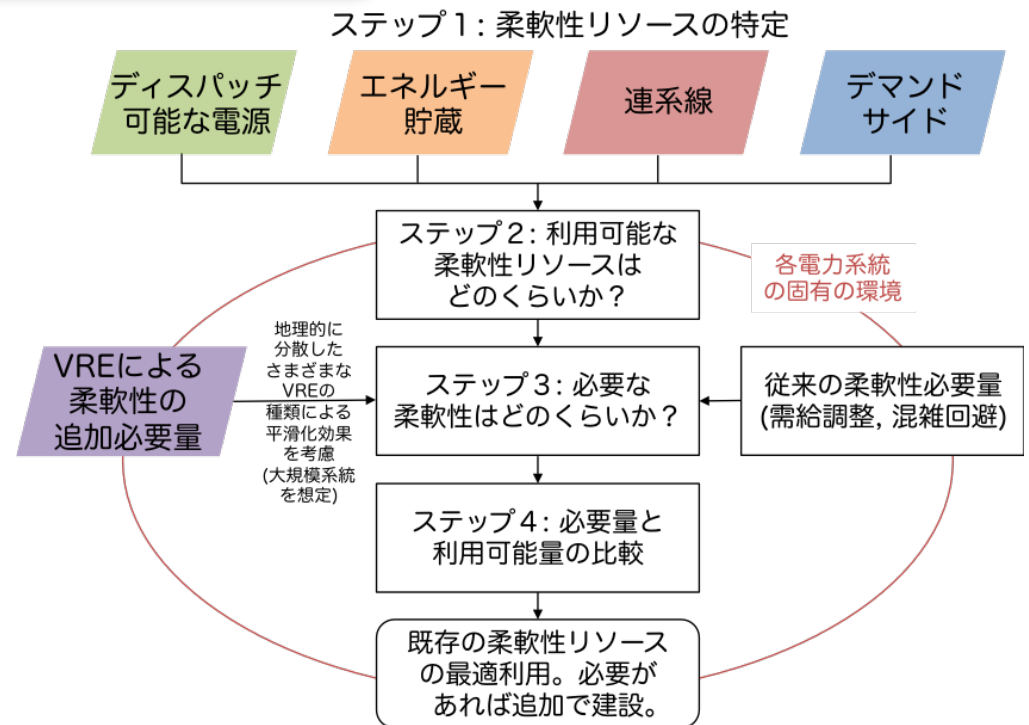 ステップ１: 柔軟性リソースの特定
ディスパッチ
可能な電源
エネルギー
貯蔵
連系線
デマンド
サイド
ステップ２: 利用可能な
柔軟性リソースは
どのくらいか？
各電力系統
の固有の環境
VREによる
柔軟性の
追加必要量
地理的に
分散した
さまざまな
VREの
種類による
平滑化効果
を考慮
(大規模系統
を想定)
ステップ３: 必要な
柔軟性はどのくらいか？
従来の柔軟性必要量
(需給調整, 混雑回避)
ステップ４: 必要量と
利用可能量の比較
既存の柔軟性リソース
の最適利用。必要が
あれば追加で建設。